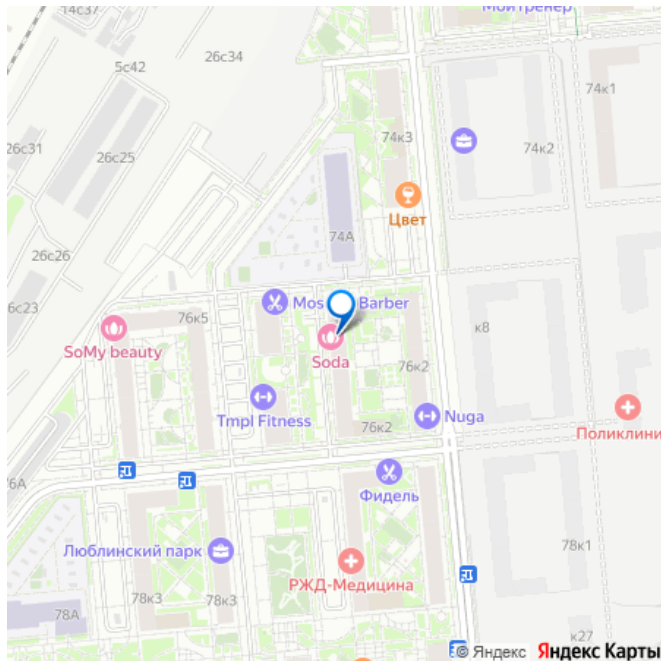 МойТренер
14с37
5с42
26с34
74к1
26с31
26с25
74к3
74к2
Цвет
74А
26с26
26с23
76к5
Mos
Barber
к8
SoMy beauty
Soda
76к2
Tmpl Fitness
Nuga
76к2
Поликлини
76А
Фидель
Люблинский парк
78к1
РЖД-Медицина
78А
78к3
78к3
к27
© Яндекс Яндекс Карты